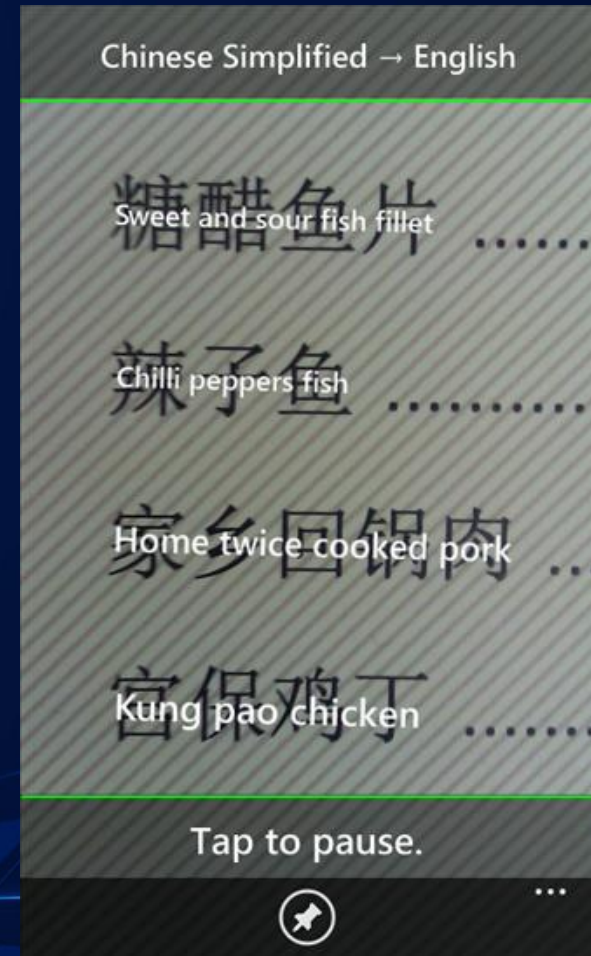 Chinese Simplified → English
糖醋鱼片 ......
Sweet and sour fish fillet
辣子鱼 ..........
Chilli peppers fish
家乡回锅肉 ..
Home twice cooked pork
宫保鸡丁 .......
Kung pao chicken
Tap to pause.